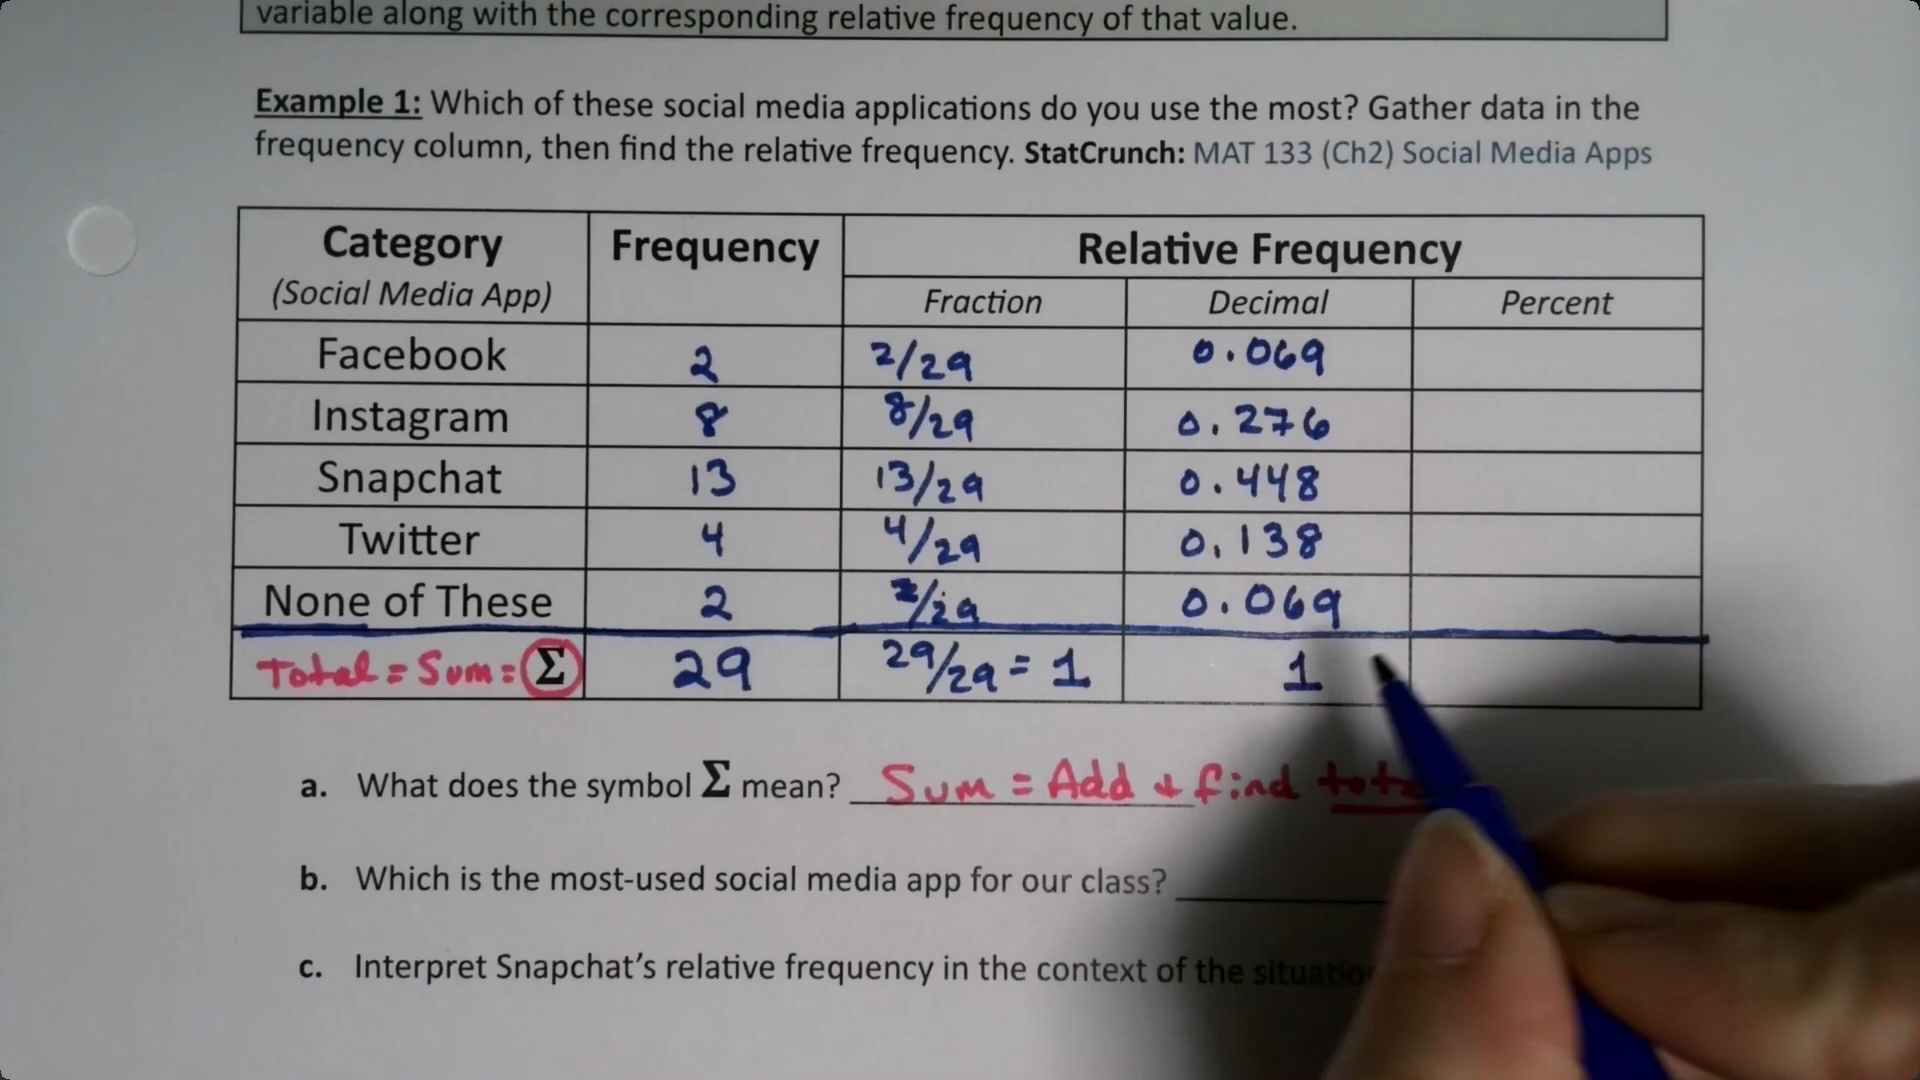 variable along with the corresponding relative frequency of that value.
Example 1: Which of these social media applications do you use the most? Gather data in the
frequency column, then find the relative frequency. StatCrunch: MAT 133 (Ch2) Social Media Apps
Category Frequency Relative Frequency
(Social Media App) Fraction Decimal Percent
Facebook 2 2/29 0.069
Instagram 8 8/29 0.276
Snapchat 13 13/29 0.448
Twitter 4 4/29 0.138
None of These 2 2/29 0.069
Total = Sum = Σ 29 29/29 = 1 1
a. What does the symbol Σ mean? Sum = Add & find
b. Which is the most-used social media app for our class?
c. Interpret Snapchat's relative frequency in the context of the